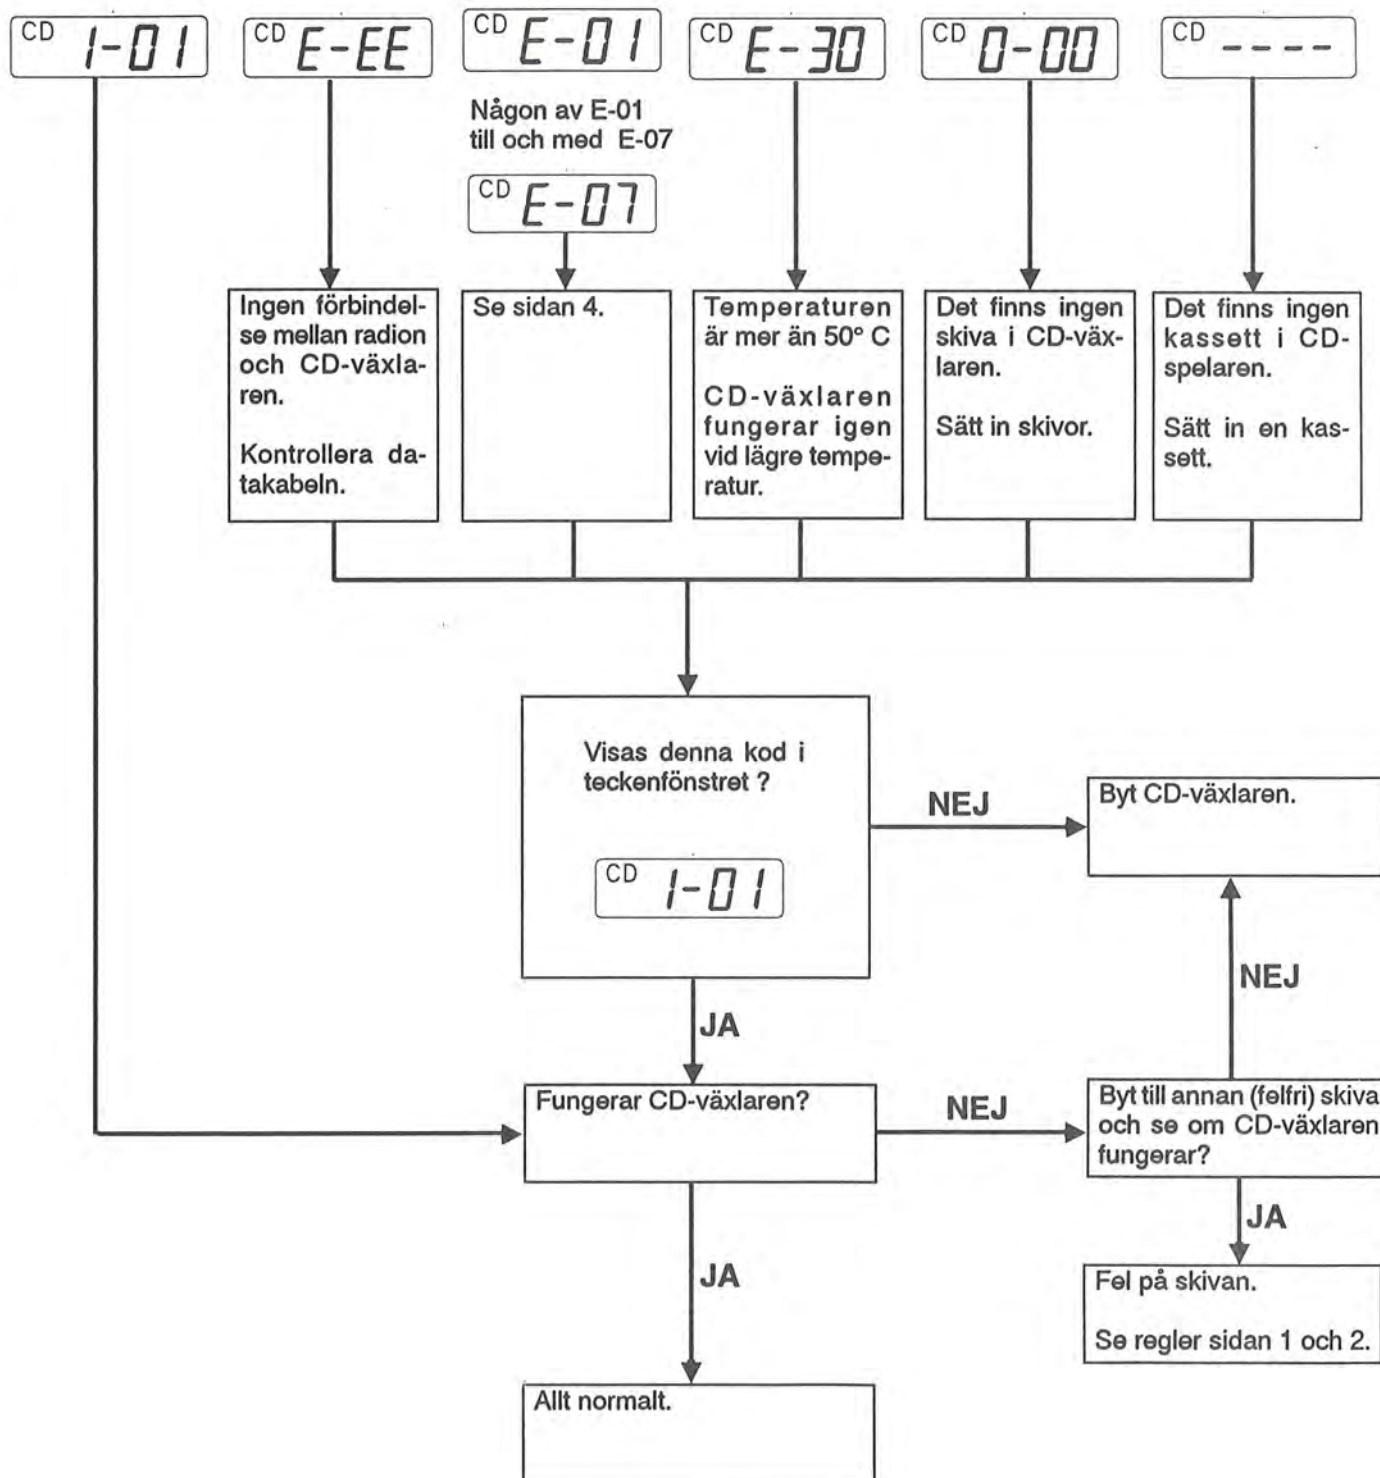 CD 1-01
CD E-EE
CD E-01
CD E-30
CD 0-00
CD ----
Någon av E-01
till och med E-07
CD E-07
Ingen förbindel-
se mellan radion
och CD-växla-
ren.
Kontrollera da-
takabeln.
Se sidan 4.
Temperaturen
är mer än 50° C
CD-växlaren
fungerar igen
vid lägre tempe-
ratur.
Det finns ingen
skiva i CD-väx-
laren.
Sätt in skivor.
Det finns ingen
kassett i CD-
spelaren.
Sätt in en kas-
sett.
Visas denna kod i
teckenfönstret ?
CD 1-01
NEJ
Byt CD-växlaren.
NEJ
JA
Fungerar CD-växlaren?
NEJ
Byt till annan (felfri) skiva
och se om CD-växlaren
fungerar?
JA
JA
Fel på skivan.
Se regler sidan 1 och 2.
Allt normalt.